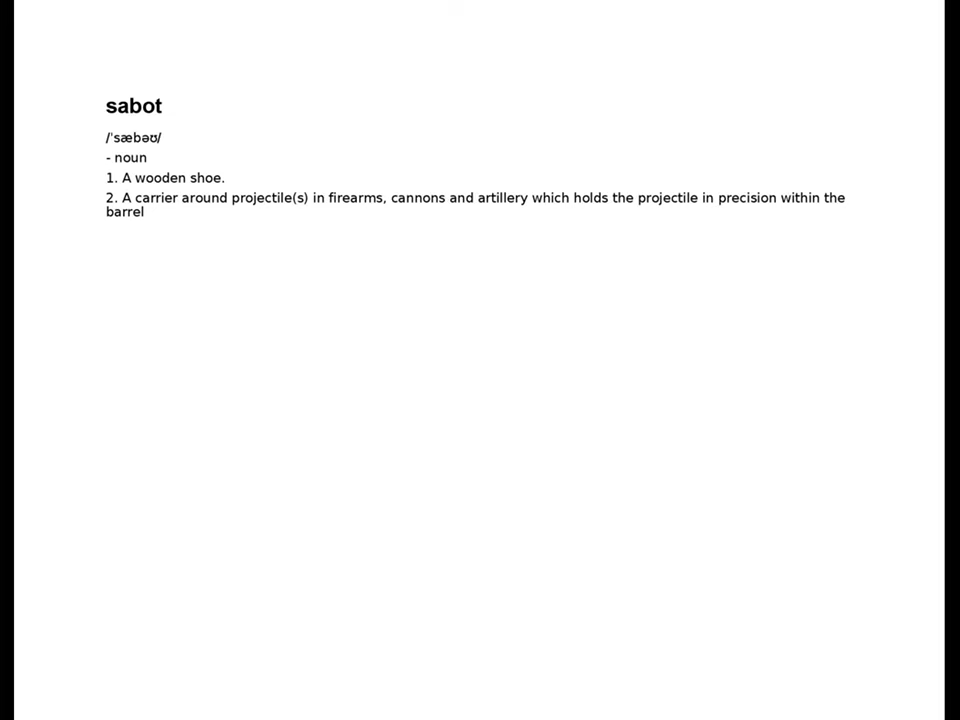 sabot
/ˈsæbəʊ/
- noun
1. A wooden shoe.
2. A carrier around projectile(s) in firearms, cannons and artillery which holds the projectile in precision within the
barrel